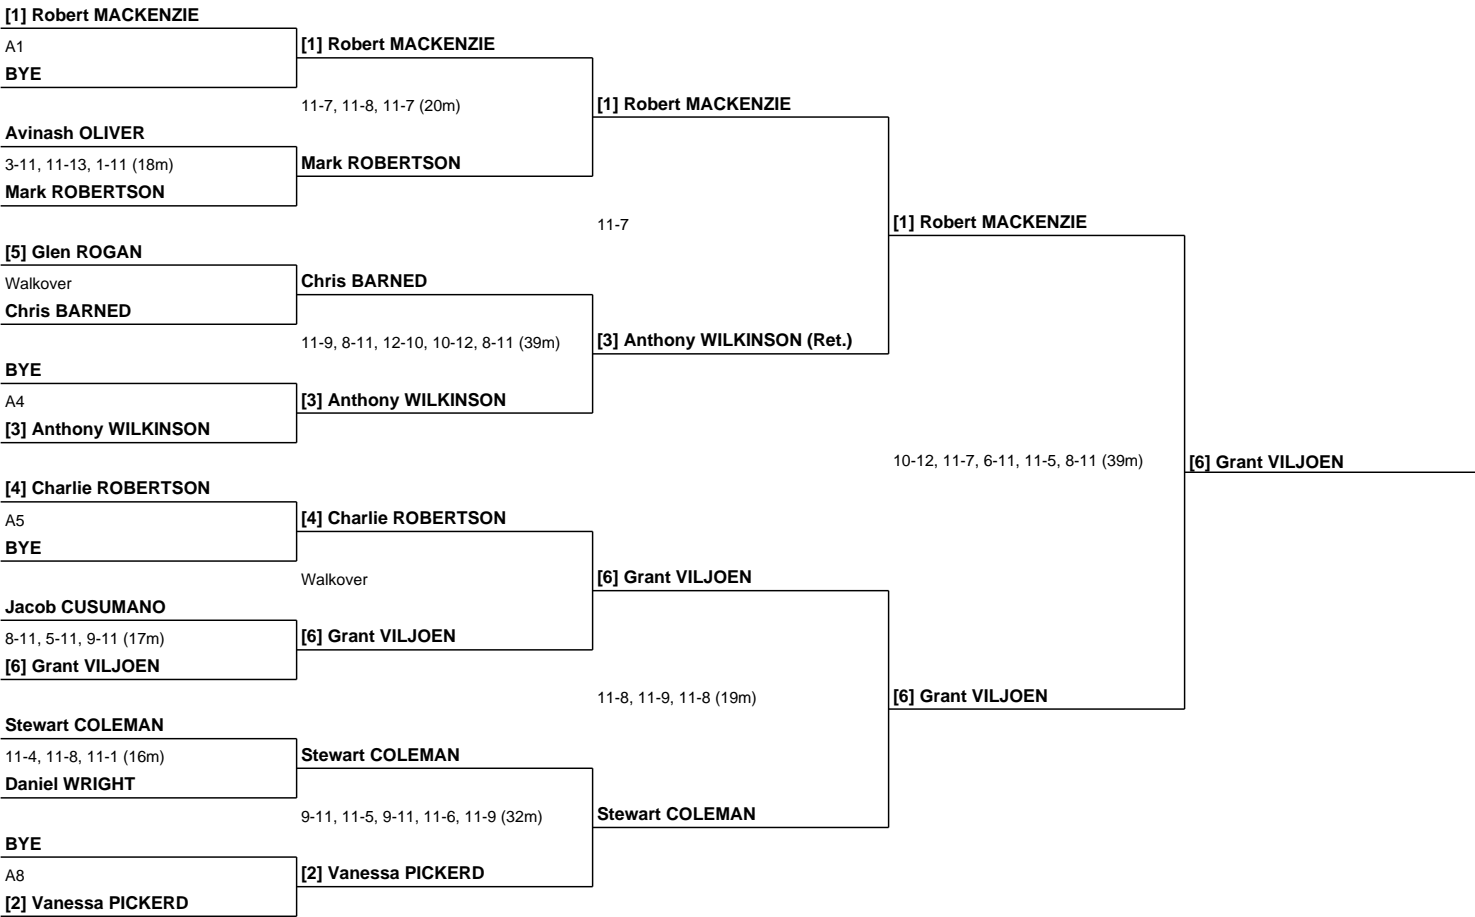 [1] Robert MACKENZIE
A1
BYE
Avinash OLIVER
3-11, 11-13, 1-11 (18m)
Mark ROBERTSON
[5] Glen ROGAN
Walkover
Chris BARNED
BYE
A4
[3] Anthony WILKINSON
[4] Charlie ROBERTSON
A5
BYE
Jacob CUSUMANO
8-11, 5-11, 9-11 (17m)
[6] Grant VILJOEN
Stewart COLEMAN
11-4, 11-8, 11-1 (16m)
Daniel WRIGHT
BYE
A8
[2] Vanessa PICKERD
[1] Robert MACKENZIE
11-7, 11-8, 11-7 (20m)
Mark ROBERTSON
Chris BARNED
11-9, 8-11, 12-10, 10-12, 8-11 (39m)
[3] Anthony WILKINSON
[4] Charlie ROBERTSON
Walkover
[6] Grant VILJOEN
Stewart COLEMAN
9-11, 11-5, 9-11, 11-6, 11-9 (32m)
[2] Vanessa PICKERD
[1] Robert MACKENZIE
11-7
[3] Anthony WILKINSON (Ret.)
[6] Grant VILJOEN
11-8, 11-9, 11-8 (19m)
Stewart COLEMAN
[1] Robert MACKENZIE
10-12, 11-7, 6-11, 11-5, 8-11 (39m)
[6] Grant VILJOEN
[6] Grant VILJOEN